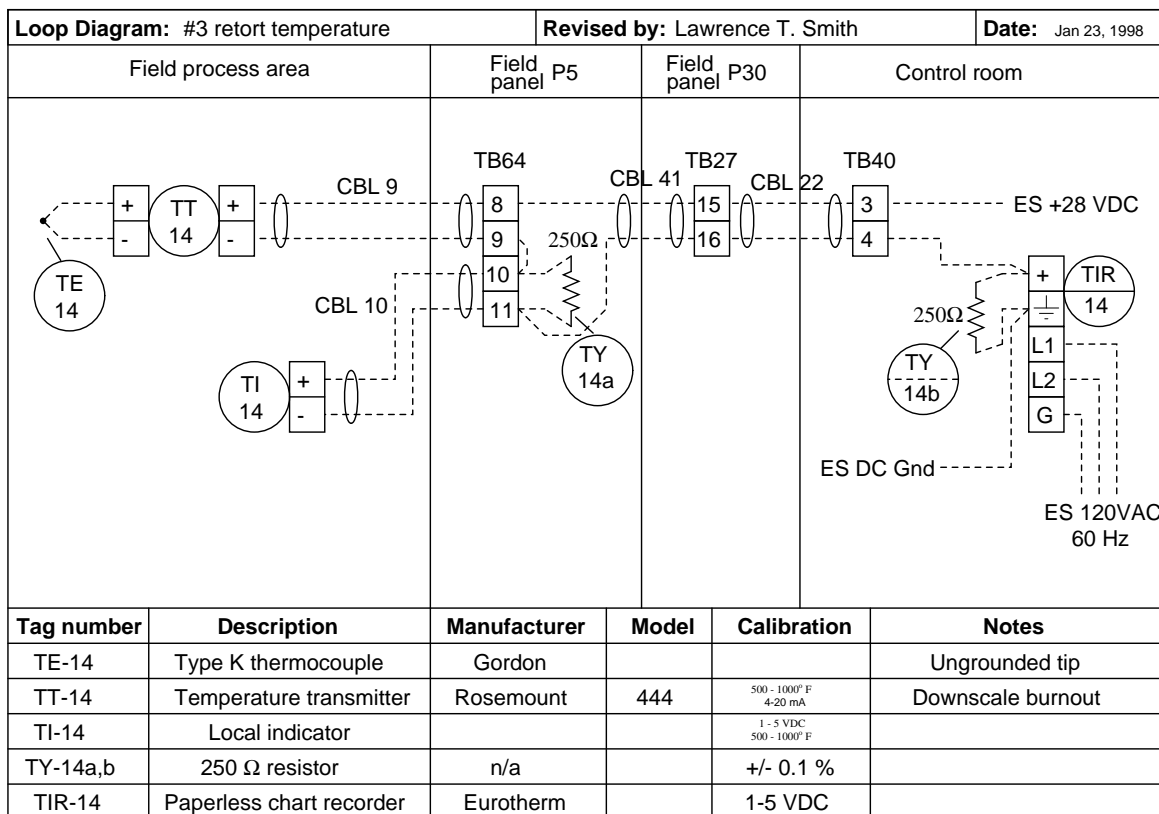 Loop Diagram: #3 retort temperature Revised by: Lawrence T. Smith Date: Jan 23, 1998
Field process area Field panel P5 Field panel P30 Control room
TB64 TB27 TB40
CBL 9 CBL 41 CBL 22
+ TT 14 + 8 15 3 ES +28 VDC
- - 9 250Ω 16 4
TE 14
10 + TIR 14
CBL 10 11 250Ω
TY 14a TY 14b
L1
TI 14 + L2
- G
ES DC Gnd
ES 120VAC
60 Hz
Tag number Description Manufacturer Model Calibration Notes
TE-14 Type K thermocouple Gordon Ungrounded tip
TT-14 Temperature transmitter Rosemount 444 500 - 1000° F 4-20 mA Downscale burnout
TI-14 Local indicator 1 - 5 VDC 500 - 1000° F
TY-14a,b 250 Ω resistor n/a +/- 0.1 %
TIR-14 Paperless chart recorder Eurotherm 1-5 VDC